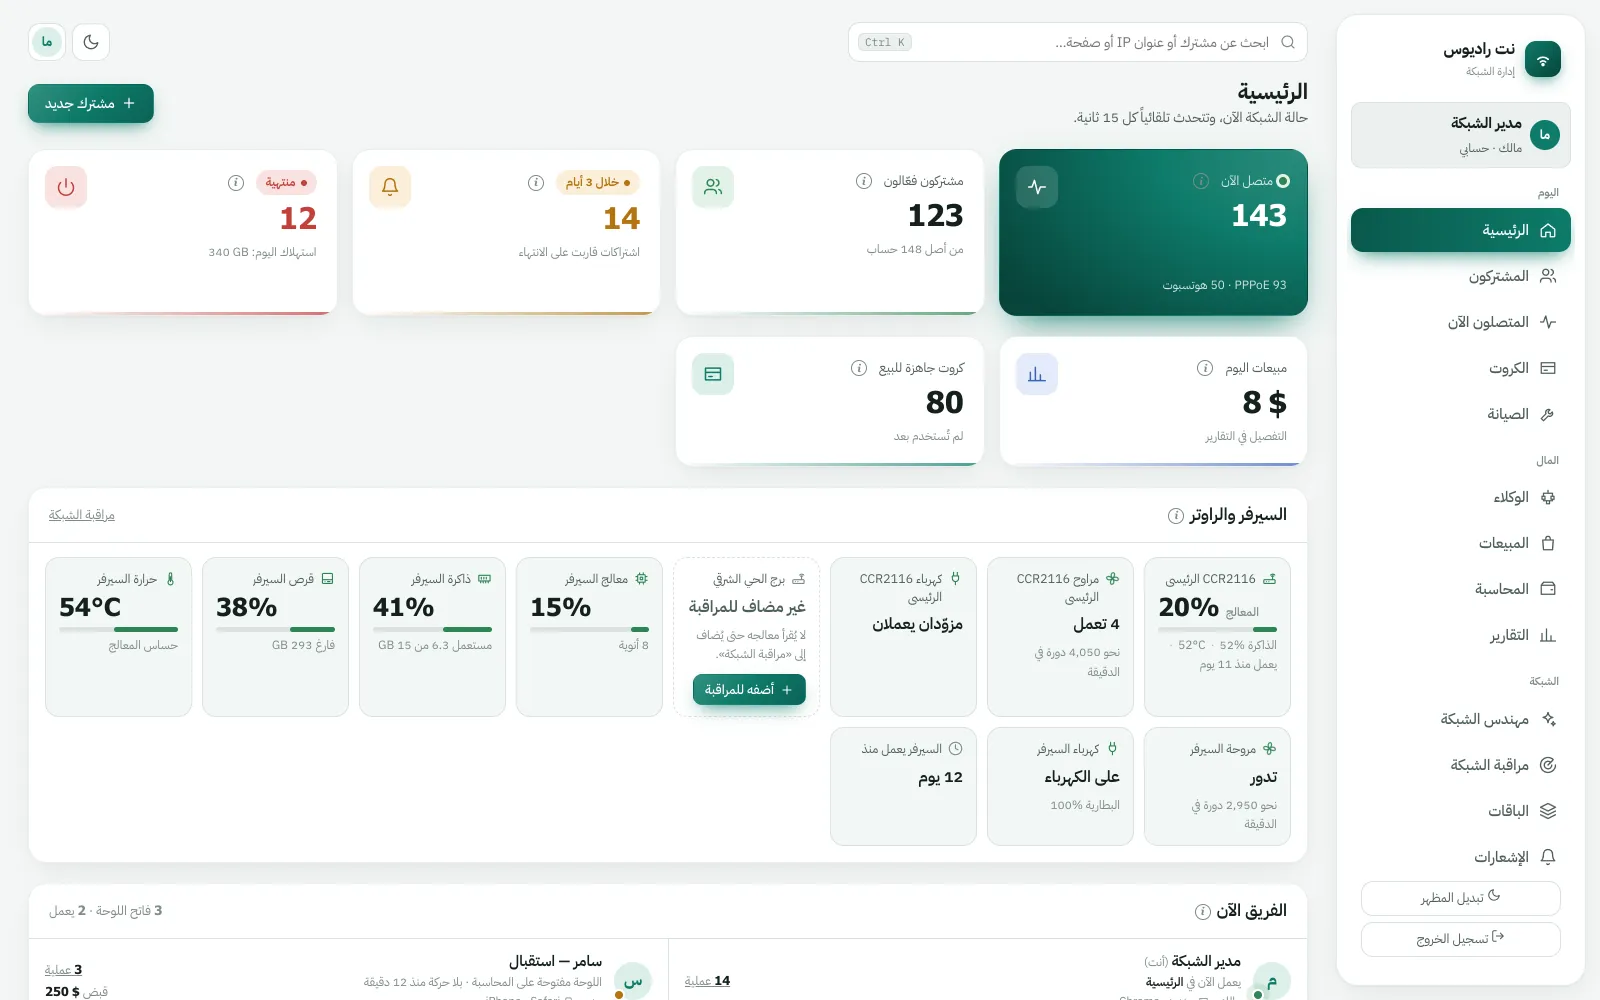 نت راديوس
إدارة الشبكة
ما
مدير الشبكة
مالك · حسابي
اليوم
الرئيسية
المشتركون
المتصلون الآن
الكروت
الصيانة
المال
الوكلاء
المبيعات
المحاسبة
التقارير
الشبكة
مهندس الشبكة
مراقبة الشبكة
الباقات
الإشعارات
تبديل المظهر
تسجيل الخروج
ابحث عن مشترك أو عنوان IP أو صفحة...
Ctrl K
ما
الرئيسية
حالة الشبكة الآن، وتتحدث تلقائياً كل 15 ثانية.
مشترك جديد
متصل الآن
143
93 PPPoE · 50 هوتسبوت
مشتركون فعّالون
123
من أصل 148 حساب
خلال 3 أيام
14
اشتراكات قاربت على الانتهاء
منتهية
12
استهلاك اليوم: 340 GB
مبيعات اليوم
8 $
التفصيل في التقارير
كروت جاهزة للبيع
80
لم تُستخدم بعد
السيرفر والراوتر
مراقبة الشبكة
CCR2116 الرئيسي
المعالج 20%
الذاكرة 52% · 52°C ·
يعمل منذ 11 يوم
مراوح CCR2116
الرئيسي
4 تعمل
نحو 4,050 دورة في
الدقيقة
كهرباء CCR2116
الرئيسي
مزوّدان يعملان
برج الحي الشرقي
غير مضاف للمراقبة
لا يُقرأ معالجه حتى يُضاف
إلى «مراقبة الشبكة».
أضفه للمراقبة
معالج السيرفر
15%
8 أنوية
ذاكرة السيرفر
41%
مستعمل 6.3 من 15 GB
قرص السيرفر
38%
فارغ 293 GB
حرارة السيرفر
54°C
حساس المعالج
مروحة السيرفر
تدور
نحو 2,950 دورة في
الدقيقة
كهرباء السيرفر
على الكهرباء
البطارية 100%
السيرفر يعمل منذ
12 يوم
الفريق الآن
3 فاتح اللوحة · 2 يعمل
م
مدير الشبكة (أنت)
يعمل الآن في الرئيسية
14 عملية
س
سامر — استقبال
اللوحة مفتوحة على المحاسبة · بلا حركة منذ 12 دقيقة
3 عملية
قبض 250 $